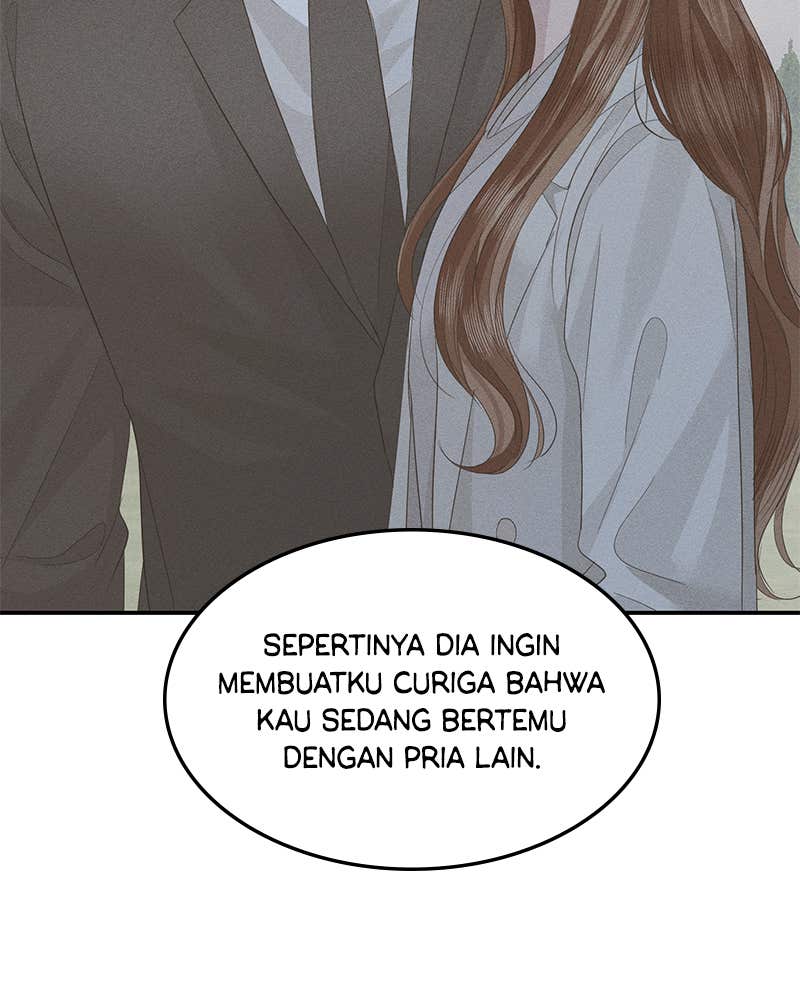 SEPERTINYA DIA INGIN
MEMBUATKU CURIGA BAHWA
KAU SEDANG BERTEMU
DENGAN PRIA LAIN.